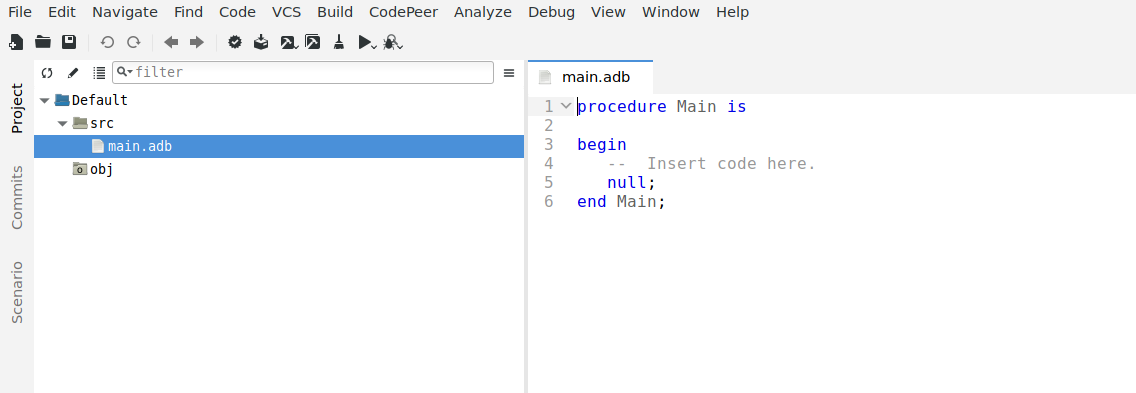 File Edit Navigate Find Code VCS Build CodePeer Analyze Debug View Window Help
filter
Project
Commits
Scenario
Default
src
main.adb
obj
main.adb
1 procedure Main is
2
3 begin
4 -- Insert code here.
5 null;
6 end Main;